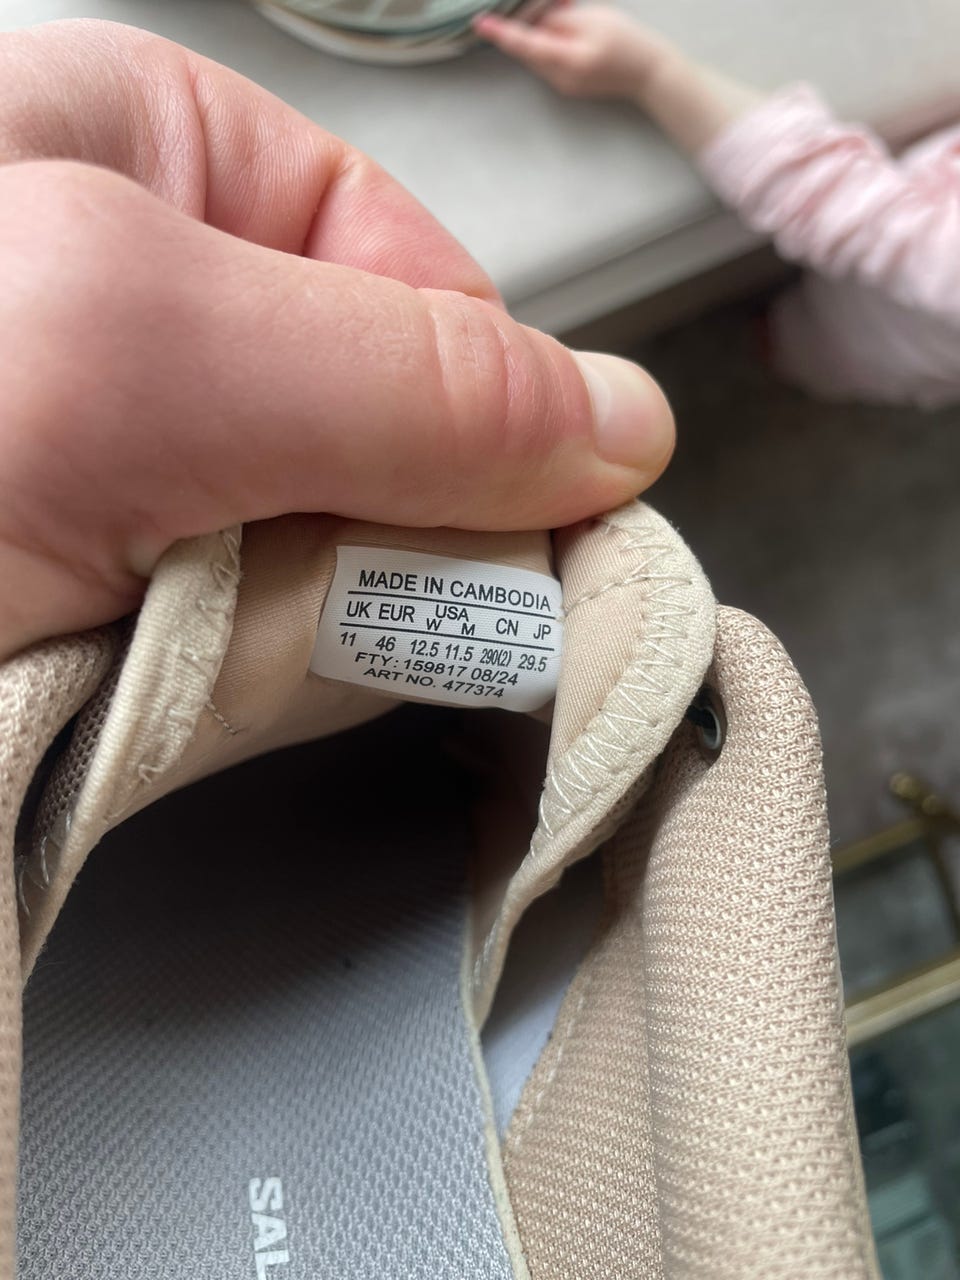 MADE IN CAMBODIA
UK EUR USA W M CN JP
11 46 12.5 11.5 290(2) 29.5
FTY: 159817 08/24
ART NO. 477374
SAL